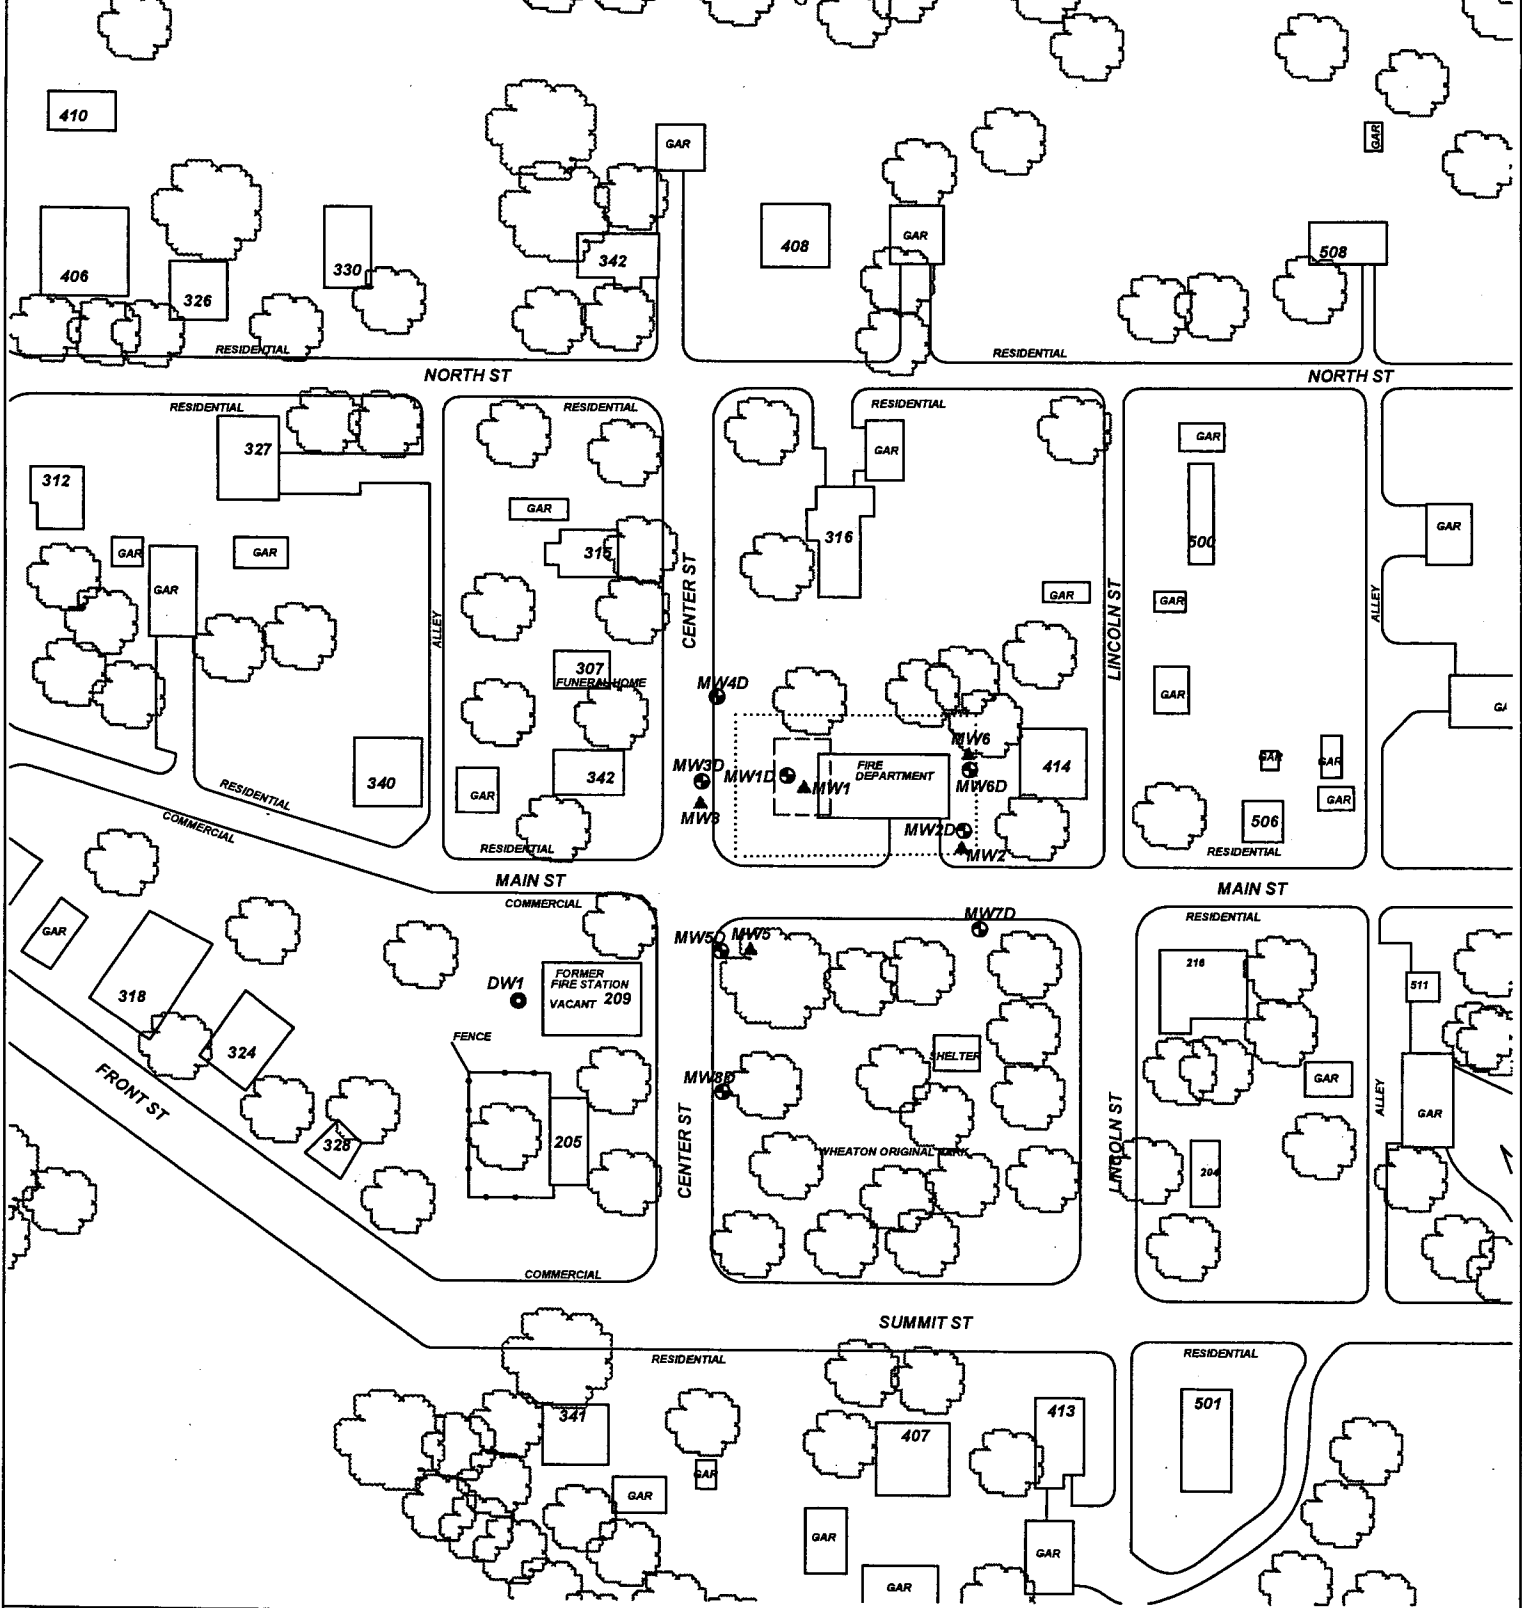 410
GAR
GAR
406
326
330
342
408
GAR
508
RESIDENTIAL
RESIDENTIAL
NORTH ST
NORTH ST
RESIDENTIAL
RESIDENTIAL
RESIDENTIAL
327
GAR
GAR
312
GAR
315
316
500
GAR
GAR
GAR
GAR
ALLEY
CENTER ST
GAR
LINCOLN ST
GAR
ALLEY
307
FUNERAL HOME
MW4D
GAR
GA
340
GAR
342
MW3D
MW3
MW1D
MW1
FIRE
DEPARTMENT
MW6
MW6D
414
GAR
GAR
GAR
506
RESIDENTIAL
COMMERCIAL
RESIDENTIAL
MW2D
MW2
RESIDENTIAL
MAIN ST
MAIN ST
COMMERCIAL
RESIDENTIAL
GAR
MW5D
MW5
MW7D
318
DW1
FORMER
FIRE STATION
VACANT 209
216
511
324
FENCE
SHELTER
FRONT ST
MW8D
GAR
GAR
328
205
CENTER ST
WHEATON ORIGINAL PARK
LINCOLN ST
204
ALLEY
COMMERCIAL
SUMMIT ST
RESIDENTIAL
RESIDENTIAL
341
GAR
GAR
407
413
501
GAR
GAR
GAR